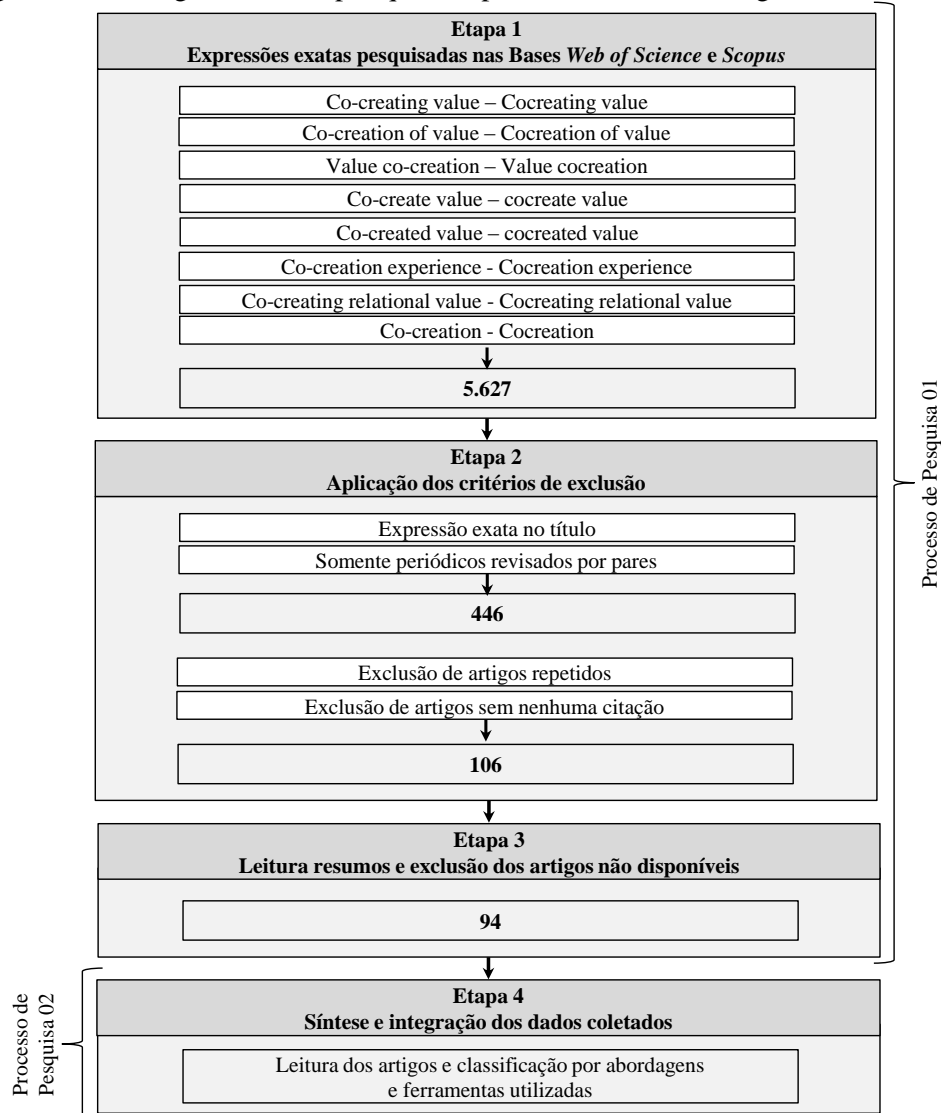 Etapa 1
Expressões exatas pesquisadas nas Bases Web of Science e Scopus
Co-creating value – Cocreating value
Co-creation of value – Cocreation of value
Value co-creation – Value cocreation
Co-create value – cocreate value
Co-created value – cocreated value
Co-creation experience - Cocreation experience
Co-creating relational value - Cocreating relational value
Co-creation - Cocreation
5.627
Etapa 2
Aplicação dos critérios de exclusão
Expressão exata no título
Somente periódicos revisados por pares
446
Exclusão de artigos repetidos
Exclusão de artigos sem nenhuma citação
106
Etapa 3
Leitura resumos e exclusão dos artigos não disponíveis
94
Processo de Pesquisa 01
Etapa 4
Síntese e integração dos dados coletados
Leitura dos artigos e classificação por abordagens
e ferramentas utilizadas
Processo de
Pesquisa 02